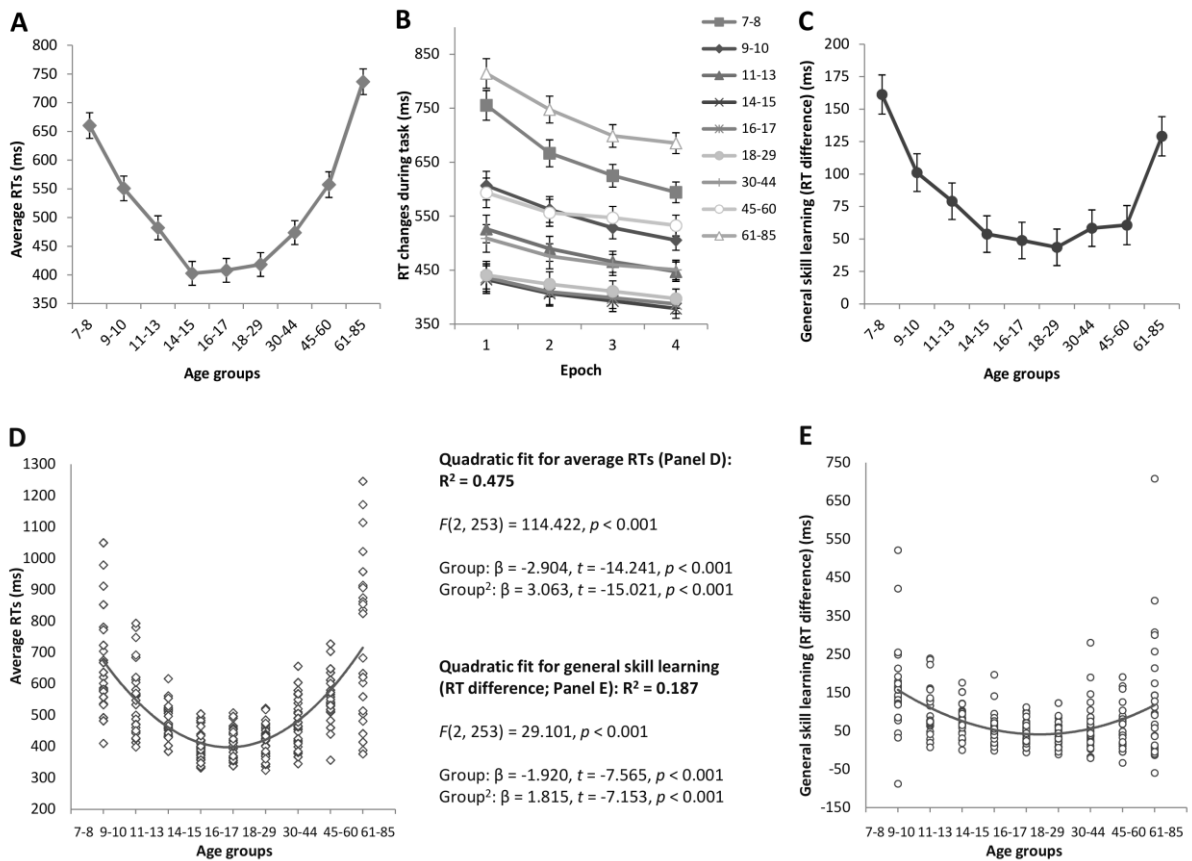 A
Average RTs (ms)
800
750
700
650
600
550
500
450
400
350
7-8
9-10
11-13
14-15
16-17
18-29
30-44
45-60
61-85
Age groups
B
RT changes during task (ms)
850
750
650
550
450
350
1 2 3 4
Epoch
7-8
9-10
11-13
14-15
16-17
18-29
30-44
45-60
61-85
C
General skill learning (RT difference) (ms)
200
175
150
125
100
75
50
25
0
7-8
9-10
11-13
14-15
16-17
18-29
30-44
45-60
61-85
Age groups
D
Average RTs (ms)
1300
1200
1100
1000
900
800
700
600
500
400
300
200
7-8 9-10 11-13 14-15 16-17 18-29 30-44 45-60 61-85
Age groups
Quadratic fit for average RTs (Panel D):
R² = 0.475
F(2, 253) = 114.422, p < 0.001
Group: β = -2.904, t = -14.241, p < 0.001
Group²: β = 3.063, t = -15.021, p < 0.001
Quadratic fit for general skill learning
(RT difference; Panel E): R² = 0.187
F(2, 253) = 29.101, p < 0.001
Group: β = -1.920, t = -7.565, p < 0.001
Group²: β = 1.815, t = -7.153, p < 0.001
E
General skill learning (RT difference) (ms)
750
650
550
450
350
250
150
50
-50
-150
7-8 9-10 11-13 14-15 16-17 18-29 30-44 45-60 61-85
Age groups